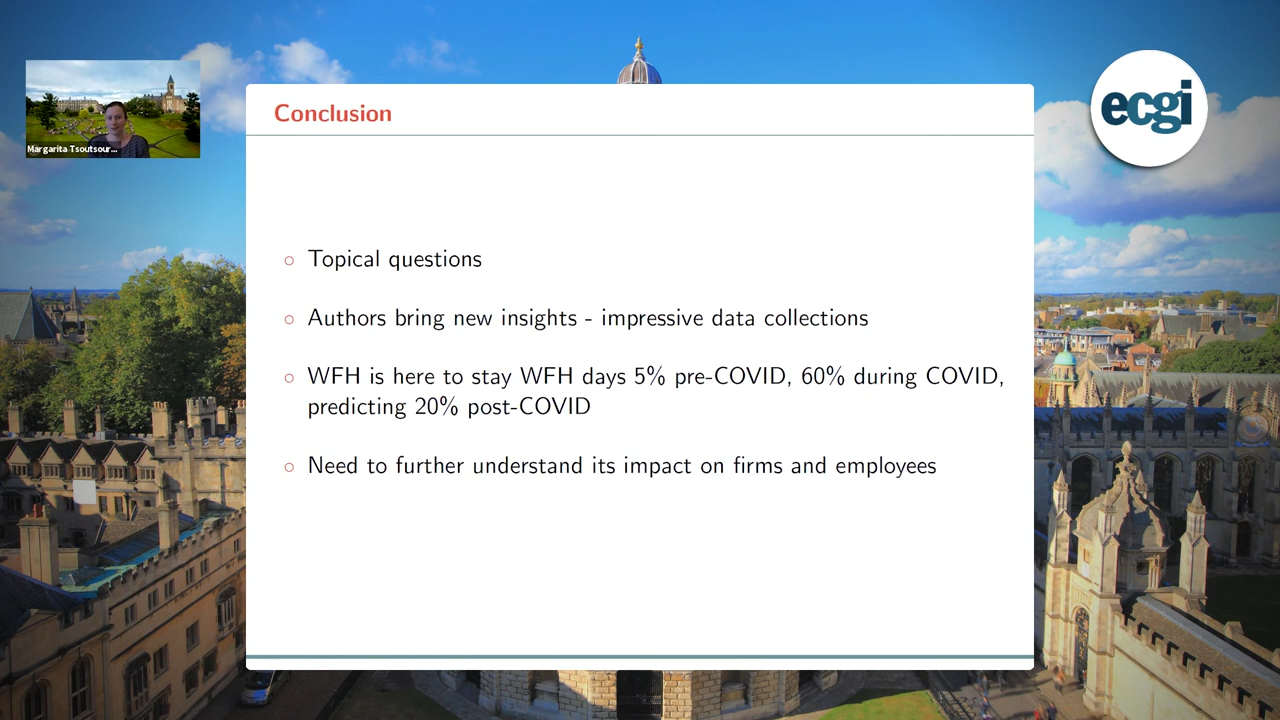 Margarita Tsoutsour...
ecgi
Conclusion
Topical questions
Authors bring new insights - impressive data collections
WFH is here to stay WFH days 5% pre-COVID, 60% during COVID,
predicting 20% post-COVID
Need to further understand its impact on firms and employees